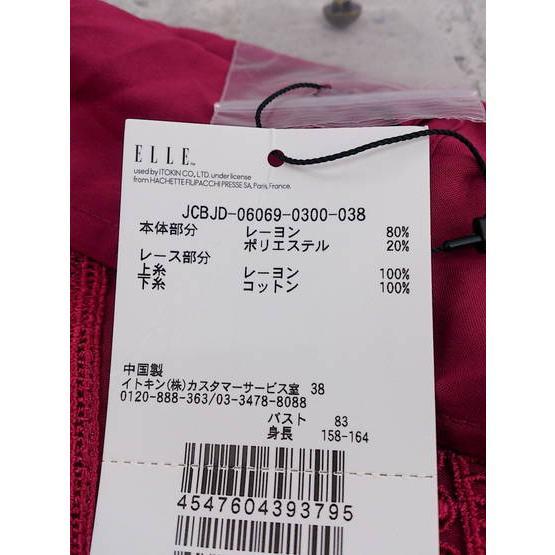 ELLE™
used by ITOKIN CO., LTD. under license
from HACHETTE FILIPACCHI PRESSE SA, Paris, France.
JCBJD-06069-0300-038
本体部分 レーヨン 80%
ポリエステル 20%
レース部分
上糸 レーヨン 100%
下糸 コットン 100%
中国製
イトキン(株)カスタマーサービス室 38
0120-888-363/03-3478-8088
バスト 83
身長 158-164
4547604393795